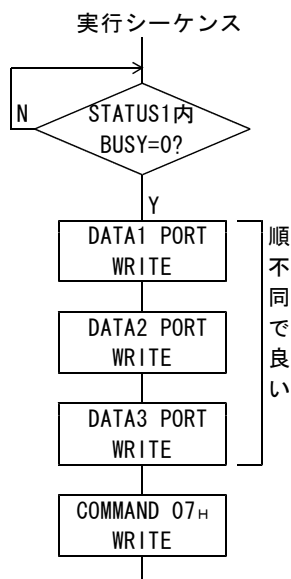 実行シーケンス
STATUS1内
BUSY=0?
N
Y
DATA1 PORT
WRITE
DATA2 PORT
WRITE
DATA3 PORT
WRITE
順不同で良い
COMMAND 07H
WRITE